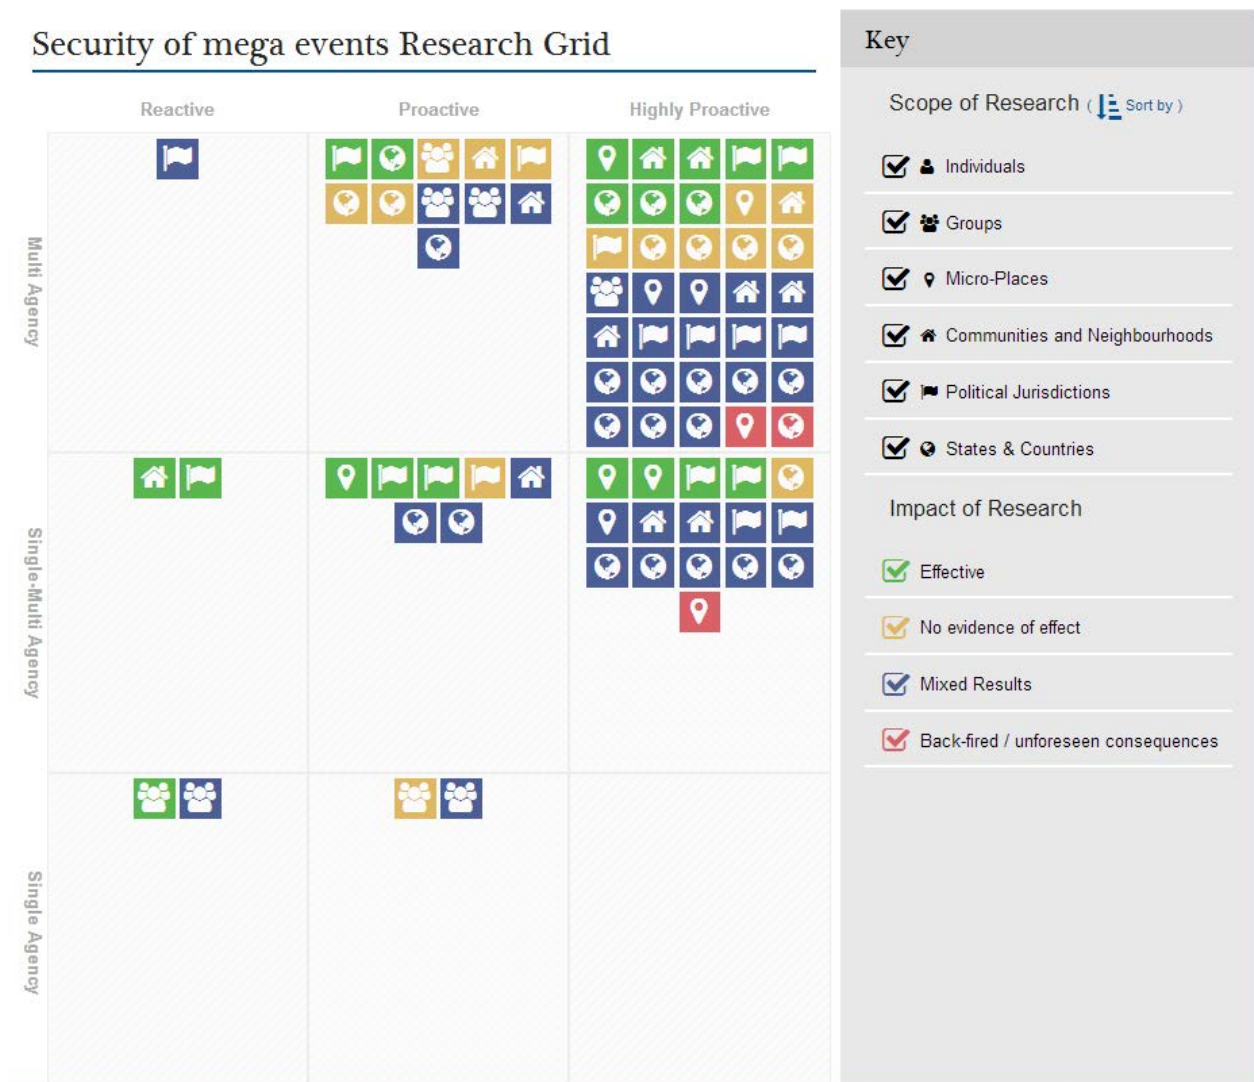 Security of mega events Research Grid
Reactive
Proactive
Highly Proactive
Multi Agency
Single-Multi Agency
Single Agency
Key
Scope of Research ( Sort by )
Individuals
Groups
Micro-Places
Communities and Neighbourhoods
Political Jurisdictions
States & Countries
Impact of Research
Effective
No evidence of effect
Mixed Results
Back-fired / unforeseen consequences